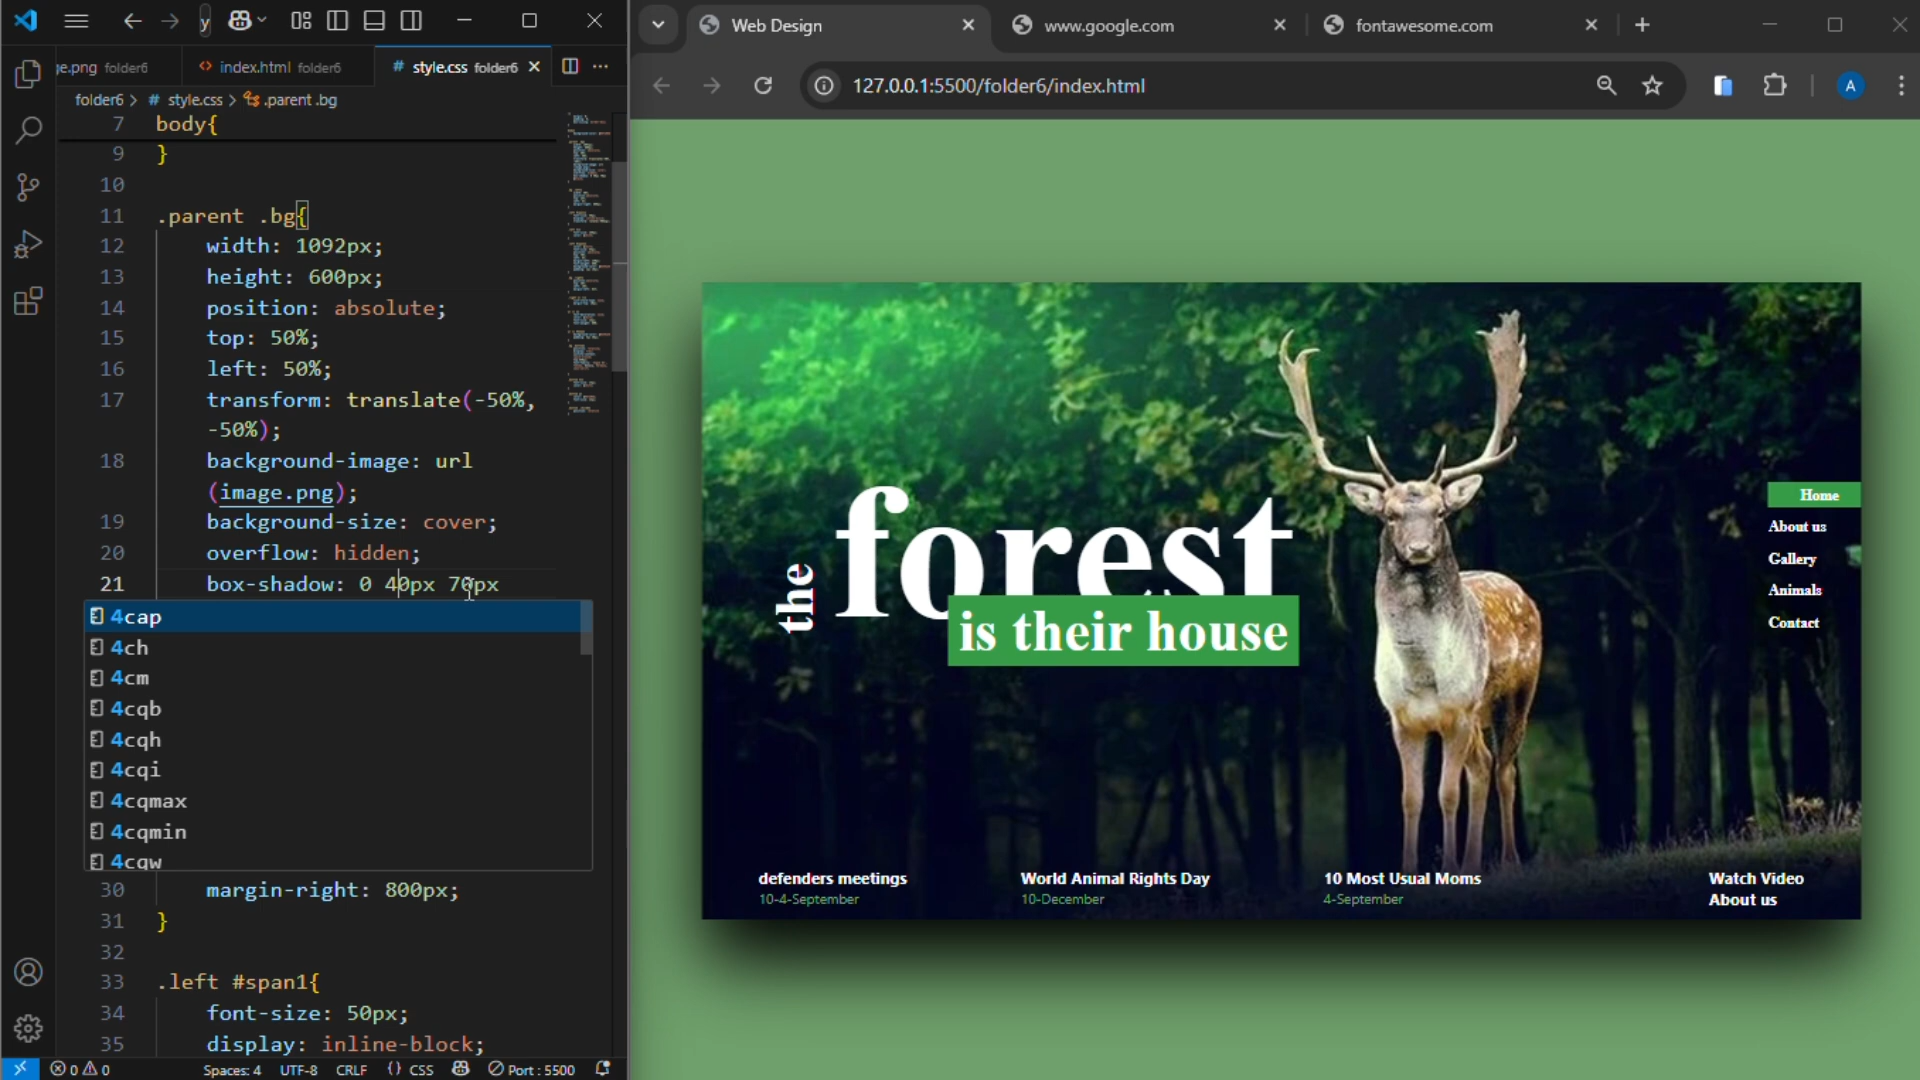 y
Web Design
www.google.com
fontawesome.com
ge.png folder6
index.html folder6
# style.css folder6
127.0.0.1:5500/folder6/index.html
A
folder6 > # style.css > .parent .bg
7 body{
9 }
10
11 .parent .bg{
12 width: 1092px;
13 height: 600px;
14 position: absolute;
15 top: 50%;
16 left: 50%;
17 transform: translate(-50%,
-50%);
18 background-image: url
(image.png);
19 background-size: cover;
20 overflow: hidden;
21 box-shadow: 0 40px 70px
4cap
4ch
4cm
4cqb
4cqh
4cqi
4cqmax
4cqmin
4cqw
30 margin-right: 800px;
31 }
32
33 .left #span1{
34 font-size: 50px;
35 display: inline-block;
0 0
Spaces: 4 UTF-8 CRLF {} CSS Port : 5500
the
forest
is their house
Home
About us
Gallery
Animals
Contact
defenders meetings
10-4-September
World Animal Rights Day
10-December
10 Most Usual Moms
4-September
Watch Video
About us